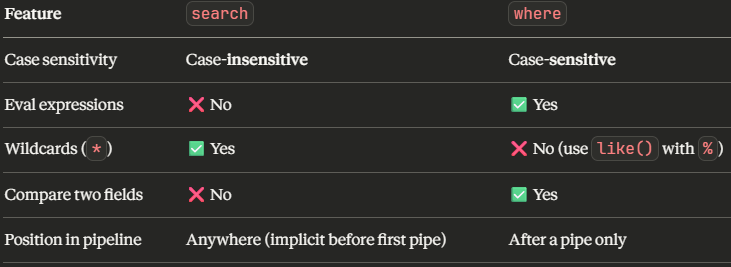 Feature search where
Case sensitivity Case-insensitive Case-sensitive
Eval expressions ❌ No ✅ Yes
Wildcards (*) ✅ Yes ❌ No (use like() with %)
Compare two fields ❌ No ✅ Yes
Position in pipeline Anywhere (implicit before first pipe) After a pipe only